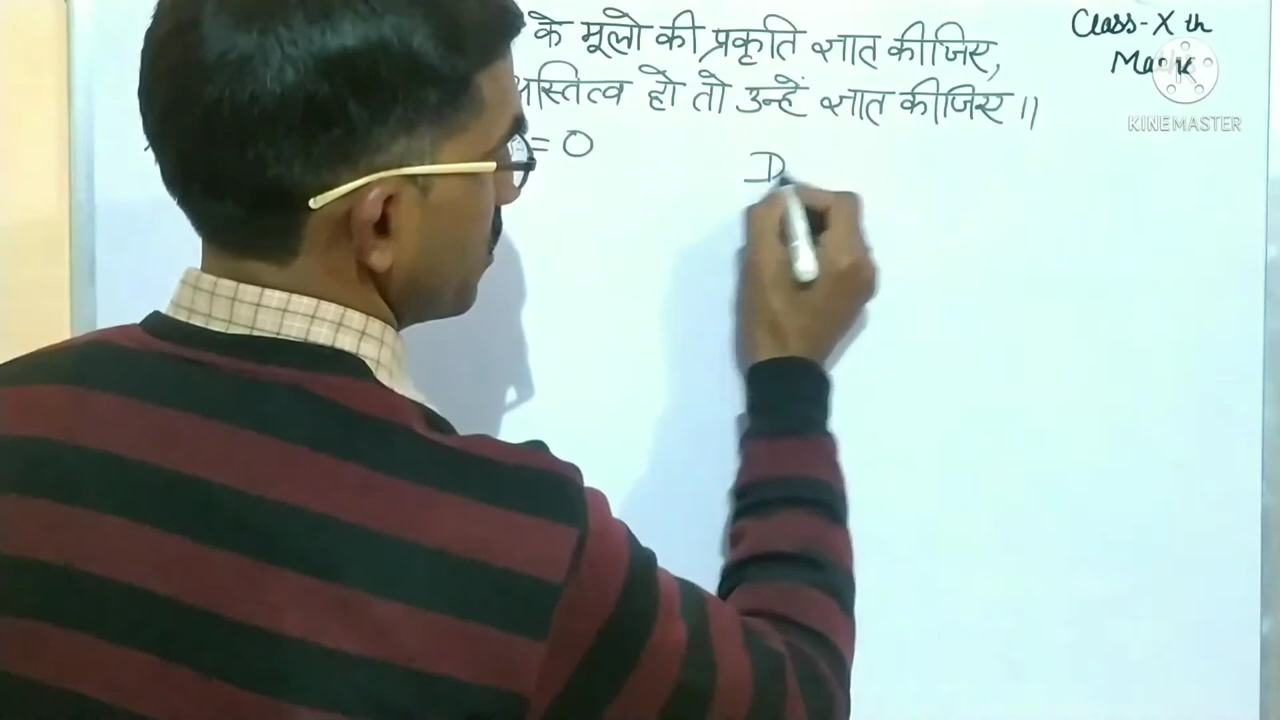 के मूलो की प्रकृति ज्ञात कीजिए,
अस्तित्व हो तो उन्हें ज्ञात कीजिए ॥
= 0
D
Class-X th
KINEMASTER